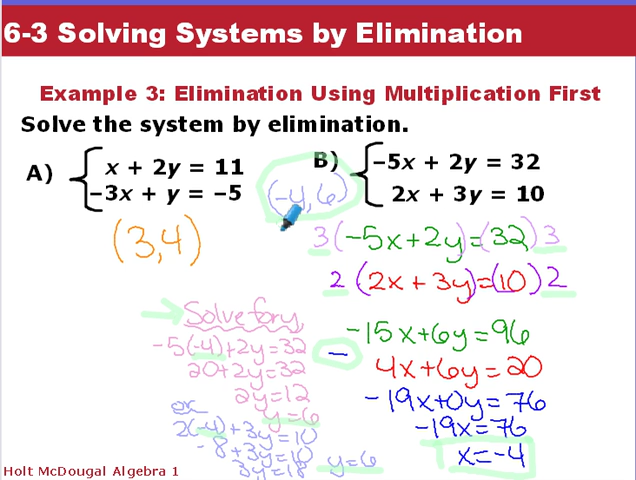 6-3 Solving Systems by Elimination
Example 3: Elimination Using Multiplication First
Solve the system by elimination.
A) x + 2y = 11
−3x + y = −5
(3,4)
B) −5x + 2y = 32
2x + 3y = 10
(-4,6)
3(-5x+2y)=(32)3
2(2x+3y)=(10)2
-15x+6y=96
- 4x+6y=20
-19x+0y=76
-19x=76
x=-4
Solve for y
-5(-4)+2y=32
20+2y=32
2y=12
y=6
or
2(-4)+3y=10
-8+3y=10
3y=18
y=6
Holt McDougal Algebra 1